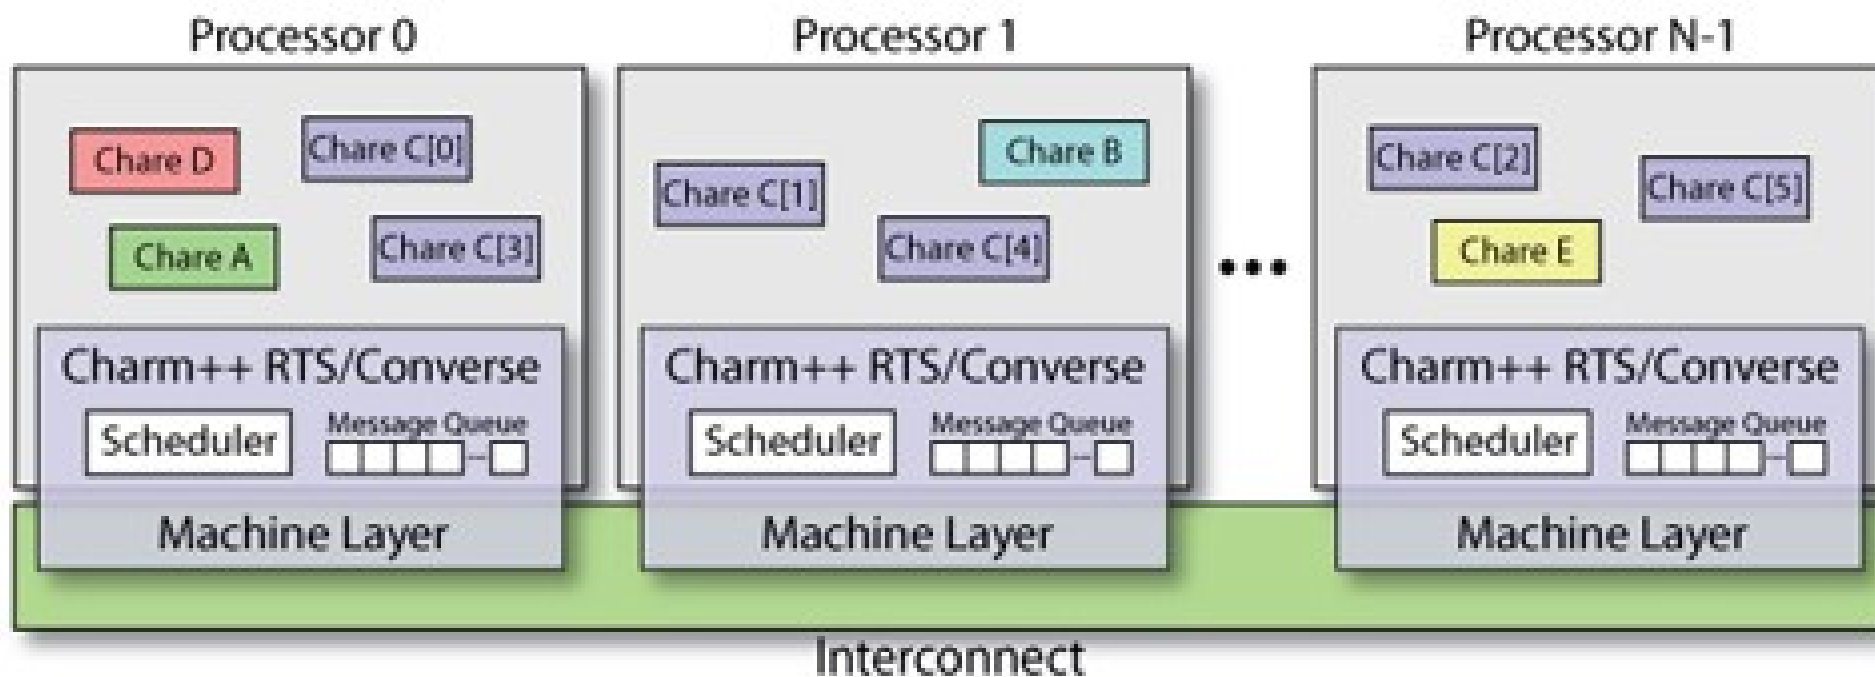 Processor 0
Processor 1
Processor N-1
Chare D
Chare C[0]
Chare A
Chare C[3]
Chare B
Chare C[1]
Chare C[4]
...
Chare C[2]
Chare C[5]
Chare E
Charm++ RTS/Converse
Scheduler
Message Queue
Machine Layer
Charm++ RTS/Converse
Scheduler
Message Queue
Machine Layer
Charm++ RTS/Converse
Scheduler
Message Queue
Machine Layer
Interconnect